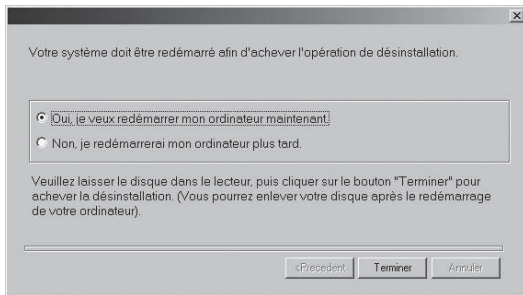 Votre système doit être redémarré afin d'achever l'opération de désinstallation.
Oui, je veux redémarrer mon ordinateur maintenant.
Non, je redémarrerai mon ordinateur plus tard.
Veuillez laisser le disque dans le lecteur, puis cliquer sur le bouton "Terminer" pour
achever la désinstallation. (Vous pourrez enlever votre disque après le redémarrage
de votre ordinateur).
<Precedent
Terminer
Annuler